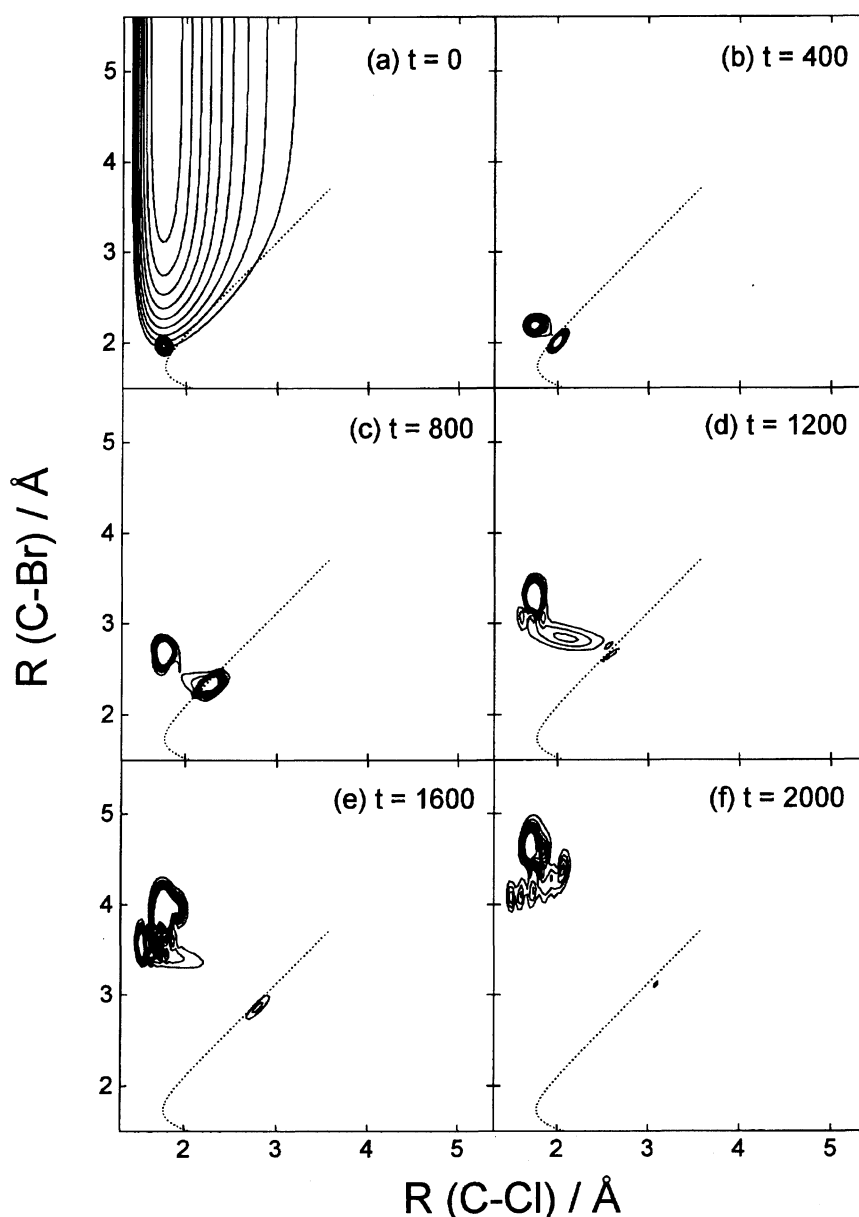 (a) t = 0
(b) t = 400
5
4
3
2
(c) t = 800
(d) t = 1200
5
4
3
2
(e) t = 1600
(f) t = 2000
5
4
3
2
2 3 4 5
2 3 4 5
R (C-Br) / Å
R (C-Cl) / Å